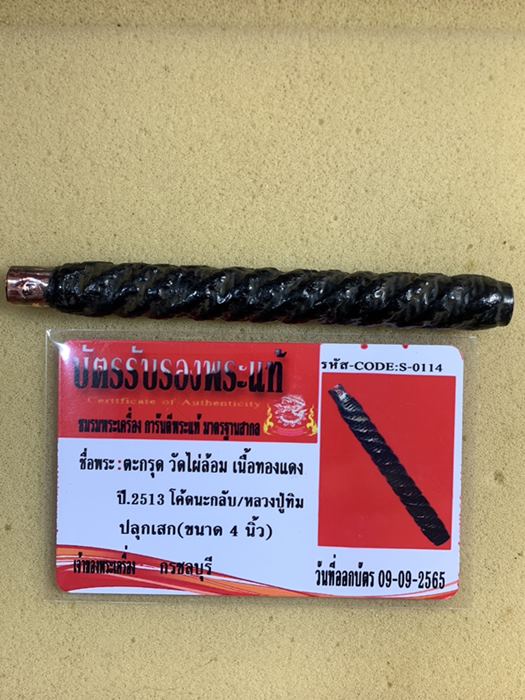 บัตรรับรองพระแท้
Certificate of Authenticity
ชมรมพระเครื่อง การันตีพระแท้ มาตรฐานสากล
รหัส-CODE:S-0114
ชื่อพระ : ตะกรุด วัดไผ่ล้อม เนื้อทองแดง
ปี.2513 โค้ดนะกลับ/หลวงปู่ทิม
ปลุกเสก(ขนาด 4 นิ้ว)
เจ้าของพระเครื่อง กรชลบุรี
วันที่ออกบัตร 09-09-2565